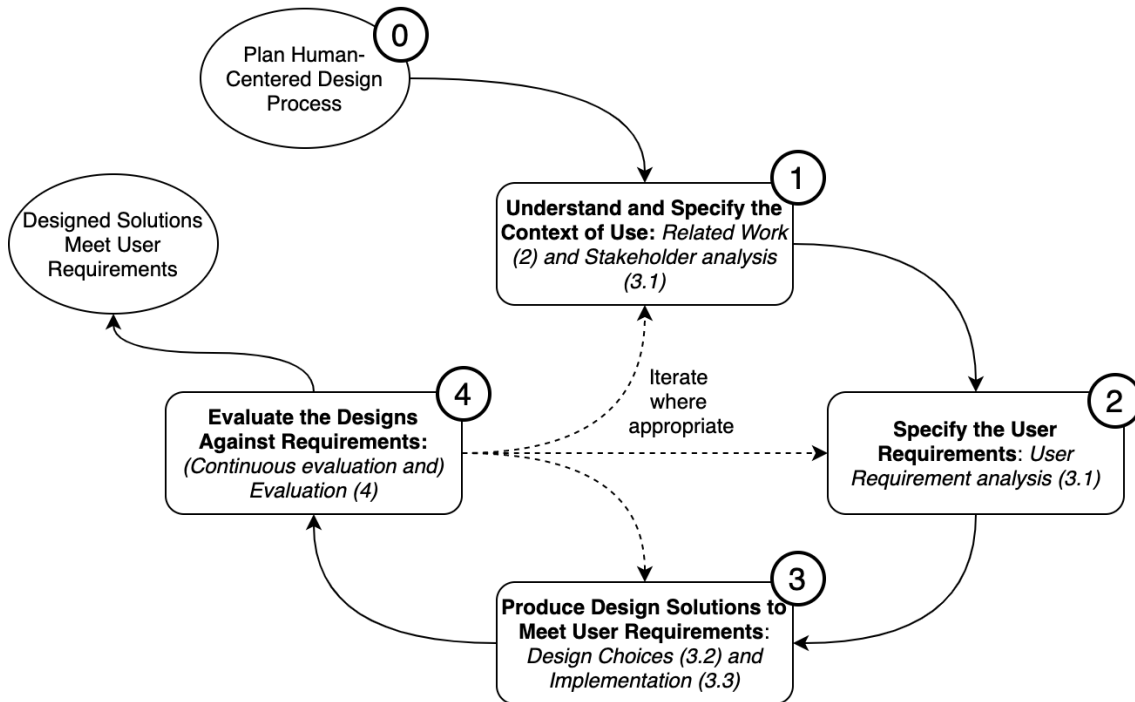 0
Plan Human-
Centered Design
Process
1
Understand and Specify the
Context of Use: Related Work
(2) and Stakeholder analysis
(3.1)
Designed Solutions
Meet User
Requirements
Iterate
where
appropriate
2
Specify the User
Requirements: User
Requirement analysis (3.1)
4
Evaluate the Designs
Against Requirements:
(Continuous evaluation and)
Evaluation (4)
3
Produce Design Solutions to
Meet User Requirements:
Design Choices (3.2) and
Implementation (3.3)